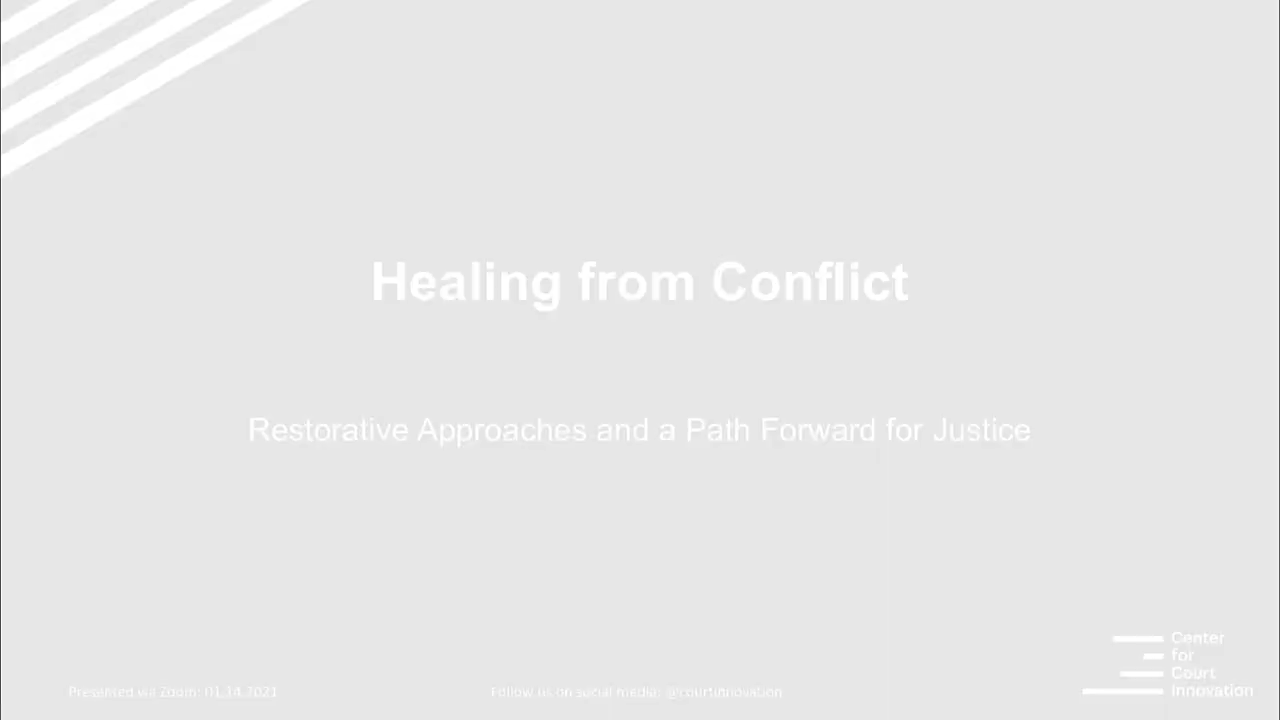 Healing from Conflict
Restorative Approaches and a Path Forward for Justice
Center
for
Court
Innovation
Presented via Zoom: 01.14.2021
Follow us on social media: @courtinnovation